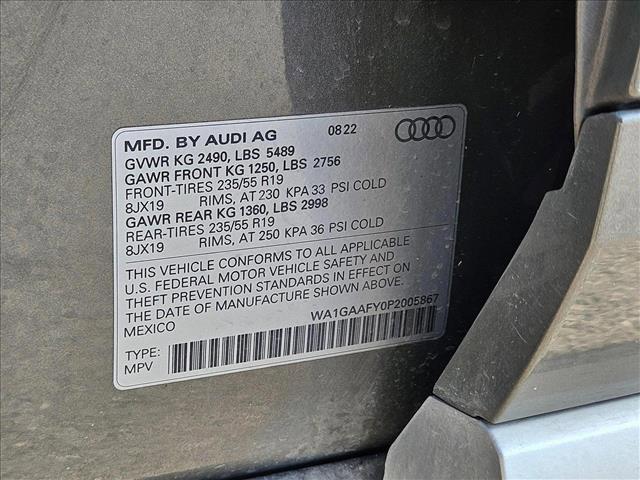 MFD. BY AUDI AG 08 22
GVWR KG 2490, LBS 5489
GAWR FRONT KG 1250, LBS 2756
FRONT-TIRES 235/55 R19
8JX19 RIMS, AT 230 KPA 33 PSI COLD
GAWR REAR KG 1360, LBS 2998
REAR-TIRES 235/55 R19
8JX19 RIMS, AT 250 KPA 36 PSI COLD
THIS VEHICLE CONFORMS TO ALL APPLICABLE
U.S. FEDERAL MOTOR VEHICLE SAFETY AND
THEFT PREVENTION STANDARDS IN EFFECT ON
THE DATE OF MANUFACTURE SHOWN ABOVE.
MEXICO
WA1GAAFY0P2005867
TYPE:
MPV